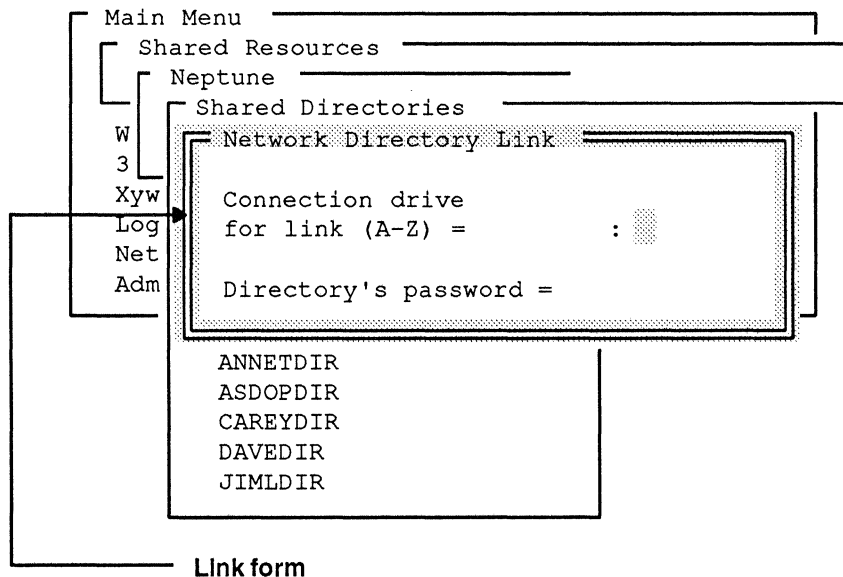 Main Menu
Shared Resources
Neptune
Shared Directories
W
Network Directory Link
3
Xyw
Connection drive
Log
for link (A-Z) = :
Net
Adm
Directory's password =
ANNETDIR
ASDOPDIR
CAREYDIR
DAVEDIR
JIMLDIR
Link form